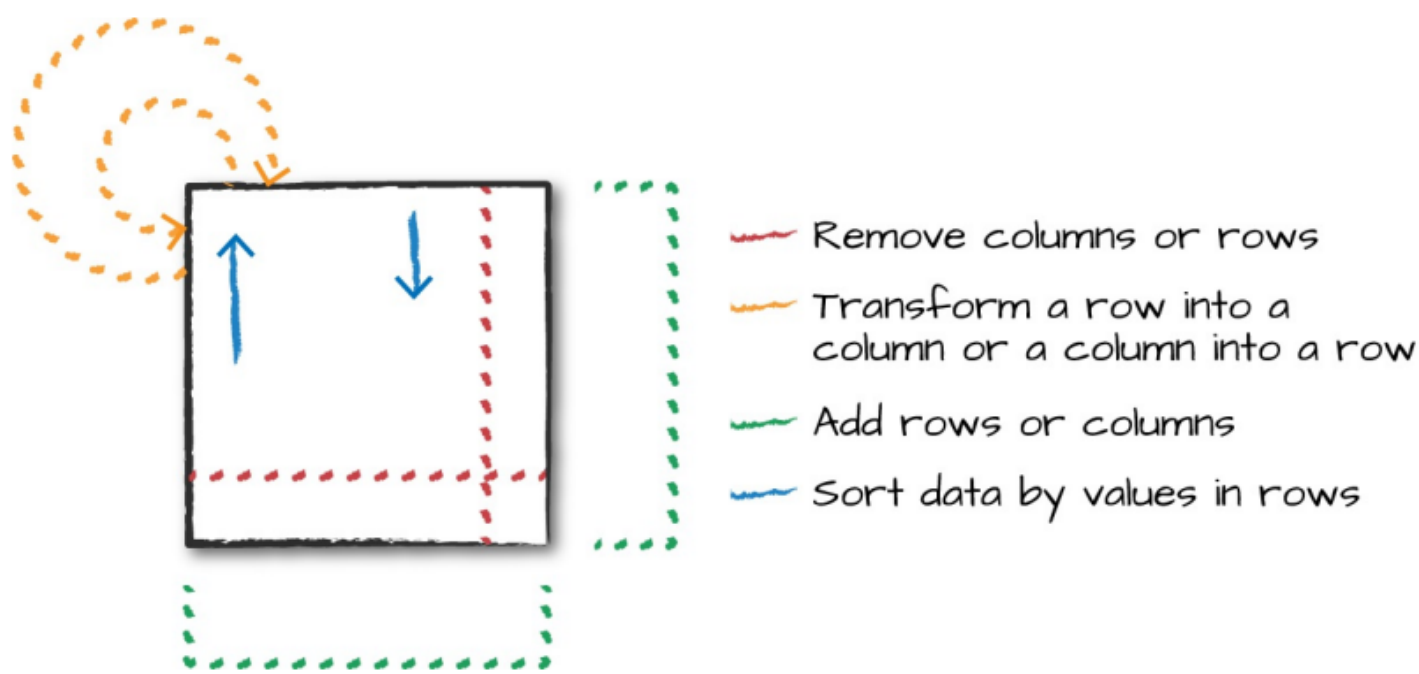 Remove columns or rows
Transform a row into a
column or a column into a row
Add rows or columns
Sort data by values in rows